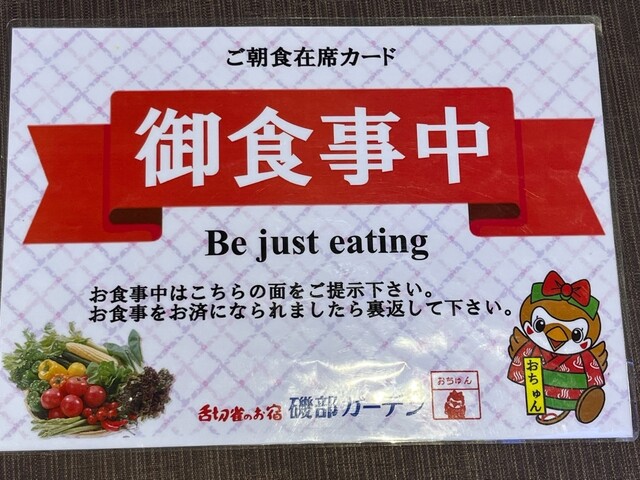 ご朝食在席カード
御食事中
Be just eating
お食事中はこちらの面をご提示下さい。
お食事をお済になられましたら裏返して下さい。
おちゅん
舌切雀のお宿 磯部ガーデン
おちゅん